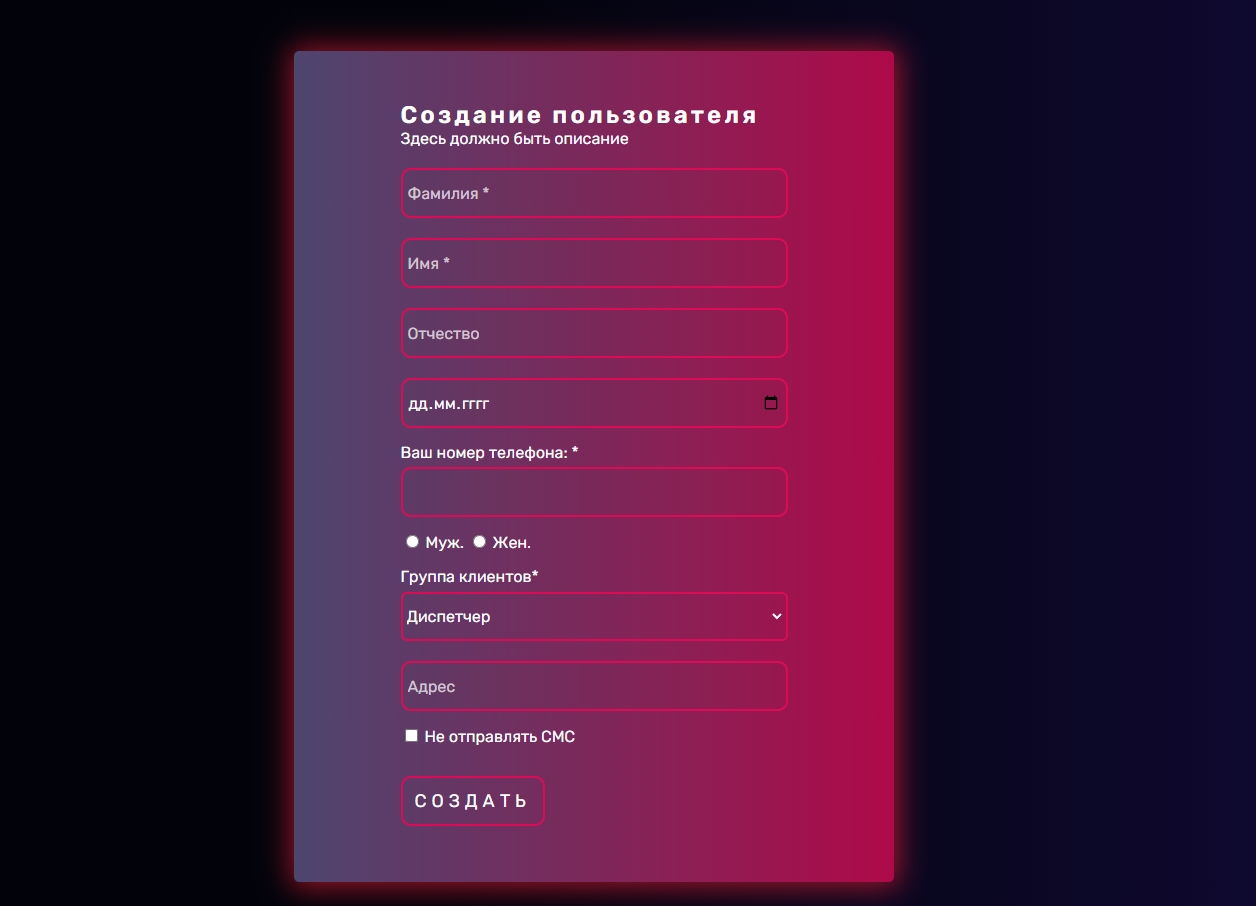 Создание пользователя
Здесь должно быть описание
Фамилия *
Имя *
Отчество
дд.мм.гггг
Ваш номер телефона: *
Муж. Жен.
Группа клиентов*
Диспетчер
Адрес
Не отправлять СМС
СОЗДАТЬ